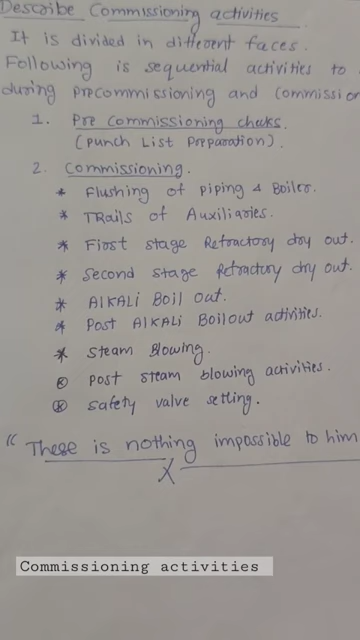 Describe Commissioning activities
It is divided in different faces.
Following is sequential activities to
during precommissioning and commission
1. Pre commissioning cheks.
(Punch List Preparation).
2. Commissioning.
* Flushing of piping & Boiler.
* TRails of Auxiliaries.
* First stage Refractory dry out.
* Second stage Refractury dry out.
* AlKALi Boil out.
* Post AlKALi Boilout activities.
* Steam Blowing.
* Post steam blowing activities.
* Safety valve setting.
" There is nothing impossible to him
X
Commissioning activities